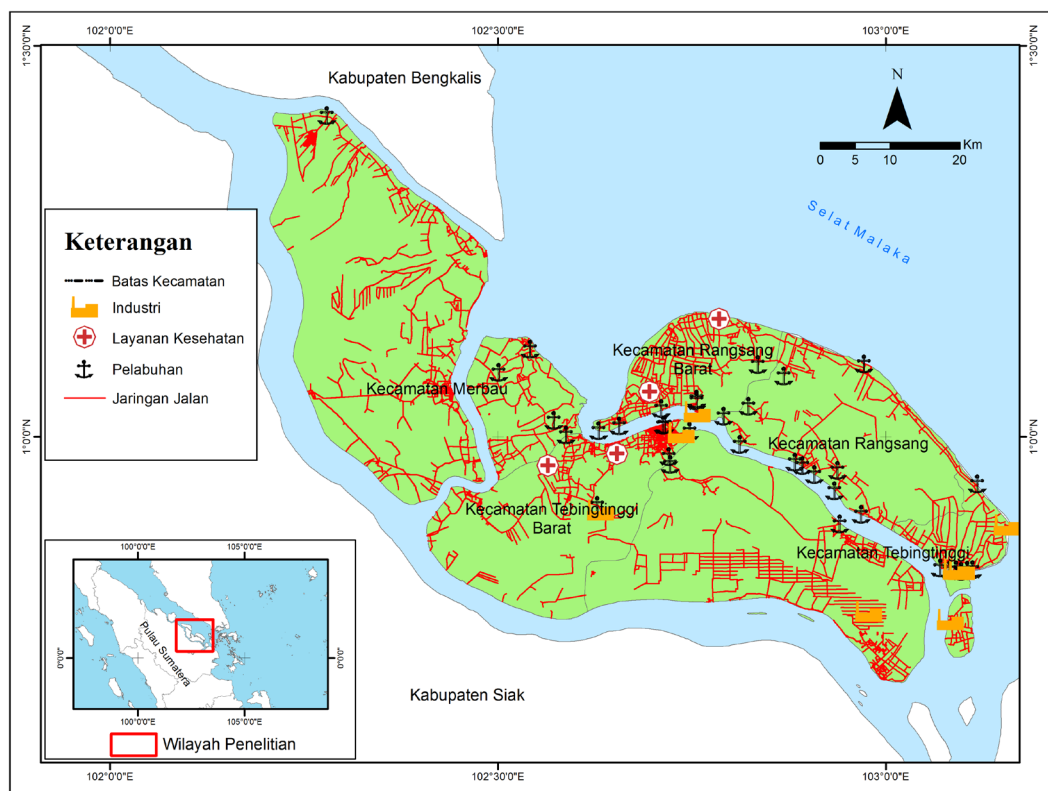 102°0'0"E
102°30'0"E
103°0'0"E
1°30'0"N
1°30'0"N
Kabupaten Bengkalis
N
Km
0 5 10 20
Selat Malaka
Keterangan
Batas Kecamatan
Industri
Layanan Kesehatan
Pelabuhan
Jaringan Jalan
Kecamatan Rangsang
Barat
Kecamatan Merbau
1°0'0"N
Kecamatan Rangsang
1°0'0"N
Kecamatan Tebingtinggi
Barat
Kecamatan Tebingtinggi
100°0'0"E
105°0'0"E
Pulau Sumatera
0°0'0"
0°0'0"
100°0'0"E
105°0'0"E
Wilayah Penelitian
Kabupaten Siak
102°0'0"E
102°30'0"E
103°0'0"E